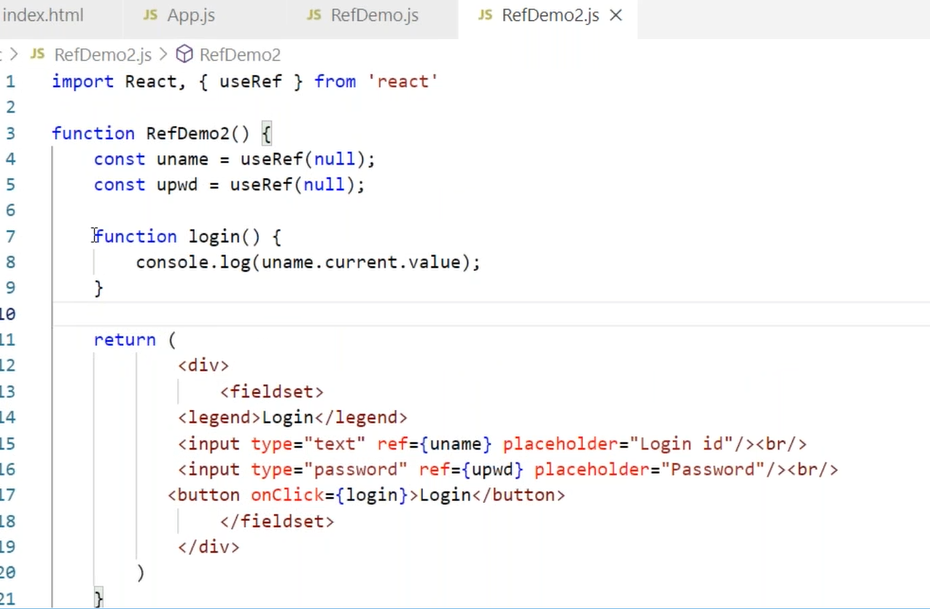 index.html JS App.js JS RefDemo.js JS RefDemo2.js ×
> JS RefDemo2.js > RefDemo2
1 import React, { useRef } from 'react'
2
3 function RefDemo2() {
4 const uname = useRef(null);
5 const upwd = useRef(null);
6
7 function login() {
8 console.log(uname.current.value);
9 }
10
11 return (
12 <div>
13 <fieldset>
14 <legend>Login</legend>
15 <input type="text" ref={uname} placeholder="Login id"/><br/>
16 <input type="password" ref={upwd} placeholder="Password"/><br/>
17 <button onClick={login}>Login</button>
18 </fieldset>
19 </div>
20 )
21 }